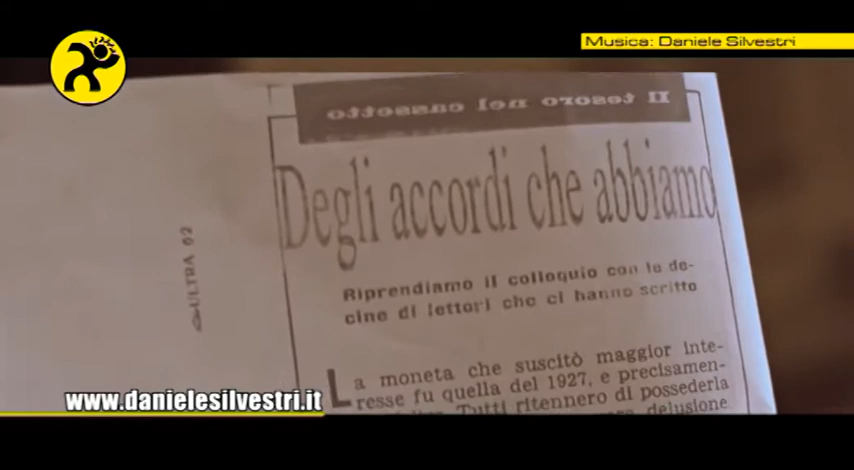 Musica: Daniele Silvestri
Il tesoro nel cassetto
Degli accordi che abbiamo
Riprendiamo il colloquio con le de-
cine di lettori che ci hanno scritto
ULTRA 62
La moneta che suscitò maggior inte-
resse fu quella del 1927, e precisamen-
Tutti ritennero di possederla
delusione
www.danielesilvestri.it